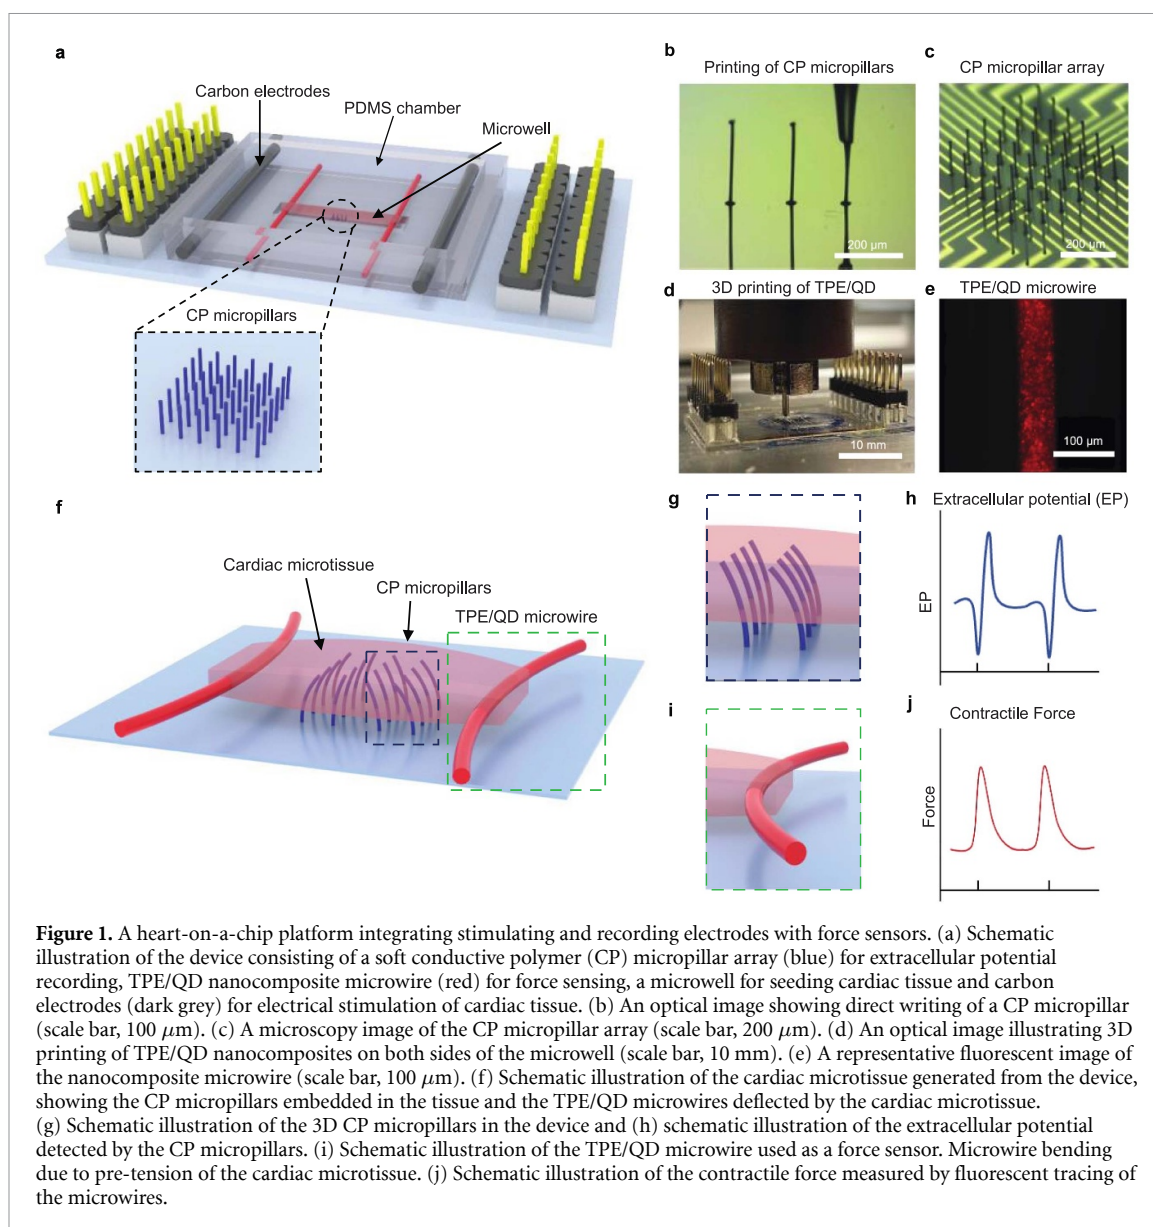 a
Carbon electrodes
PDMS chamber
Microwell
CP micropillars
b
Printing of CP micropillars
200 µm
c
CP micropillar array
200 µm
d
3D printing of TPE/QD
10 mm
e
TPE/QD microwire
100 µm
f
Cardiac microtissue
CP micropillars
TPE/QD microwire
g
h
Extracellular potential (EP)
EP
i
j
Contractile Force
Force
Figure 1. A heart-on-a-chip platform integrating stimulating and recording electrodes with force sensors. (a) Schematic
illustration of the device consisting of a soft conductive polymer (CP) micropillar array (blue) for extracellular potential
recording, TPE/QD nanocomposite microwire (red) for force sensing, a microwell for seeding cardiac tissue and carbon
electrodes (dark grey) for electrical stimulation of cardiac tissue. (b) An optical image showing direct writing of a CP micropillar
(scale bar, 100 µm). (c) A microscopy image of the CP micropillar array (scale bar, 200 µm). (d) An optical image illustrating 3D
printing of TPE/QD nanocomposites on both sides of the microwell (scale bar, 10 mm). (e) A representative fluorescent image of
the nanocomposite microwire (scale bar, 100 µm). (f) Schematic illustration of the cardiac microtissue generated from the device,
showing the CP micropillars embedded in the tissue and the TPE/QD microwires deflected by the cardiac microtissue.
(g) Schematic illustration of the 3D CP micropillars in the device and (h) schematic illustration of the extracellular potential
detected by the CP micropillars. (i) Schematic illustration of the TPE/QD microwire used as a force sensor. Microwire bending
due to pre-tension of the cardiac microtissue. (j) Schematic illustration of the contractile force measured by fluorescent tracing of
the microwires.